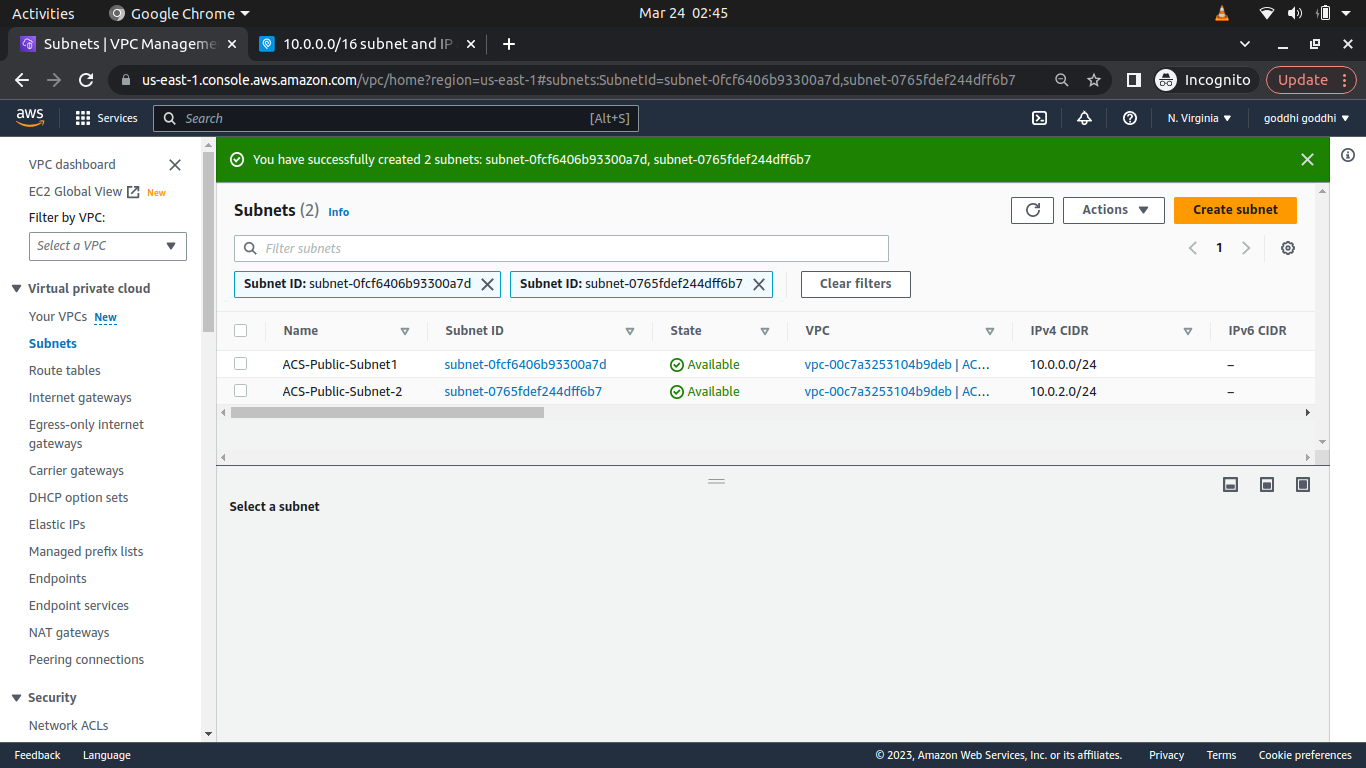 Activities
Google Chrome
Mar 24 02:45
Subnets | VPC Manageme
10.0.0.0/16 subnet and IP
us-east-1.console.aws.amazon.com/vpc/home?region=us-east-1#subnets:SubnetId=subnet-0fcf6406b93300a7d,subnet-0765fdef244dff6b7
Incognito
Update
aws
Services
Search
[Alt+S]
N. Virginia
goddhi goddhi
VPC dashboard
EC2 Global View
New
Filter by VPC:
Select a VPC
Virtual private cloud
Your VPCs New
Subnets
Route tables
Internet gateways
Egress-only internet
gateways
Carrier gateways
DHCP option sets
Elastic IPs
Managed prefix lists
Endpoints
Endpoint services
NAT gateways
Peering connections
Security
Network ACLs
You have successfully created 2 subnets: subnet-0fcf6406b93300a7d, subnet-0765fdef244dff6b7
Subnets (2) Info
Actions
Create subnet
Filter subnets
1
Subnet ID: subnet-0fcf6406b93300a7d
Subnet ID: subnet-0765fdef244dff6b7
Clear filters
Name Subnet ID State VPC IPv4 CIDR IPv6 CIDR
ACS-Public-Subnet1 subnet-0fcf6406b93300a7d Available vpc-00c7a3253104b9deb | AC... 10.0.0.0/24 –
ACS-Public-Subnet-2 subnet-0765fdef244dff6b7 Available vpc-00c7a3253104b9deb | AC... 10.0.2.0/24 –
Select a subnet
Feedback
Language
© 2023, Amazon Web Services, Inc. or its affiliates.
Privacy
Terms
Cookie preferences